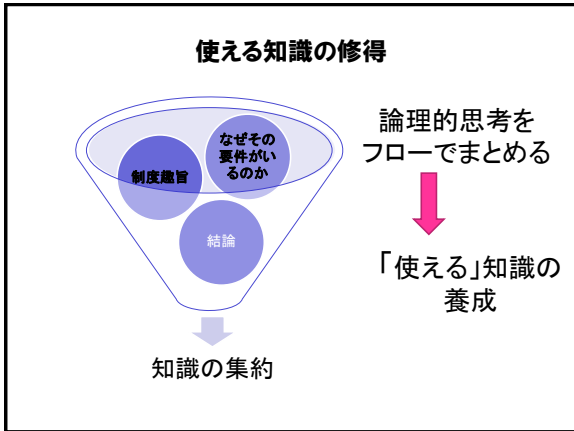 使える知識の修得
なぜその
要件がい
るのか
制度趣旨
結論
知識の集約
論理的思考を
フローでまとめる
「使える」知識の
養成